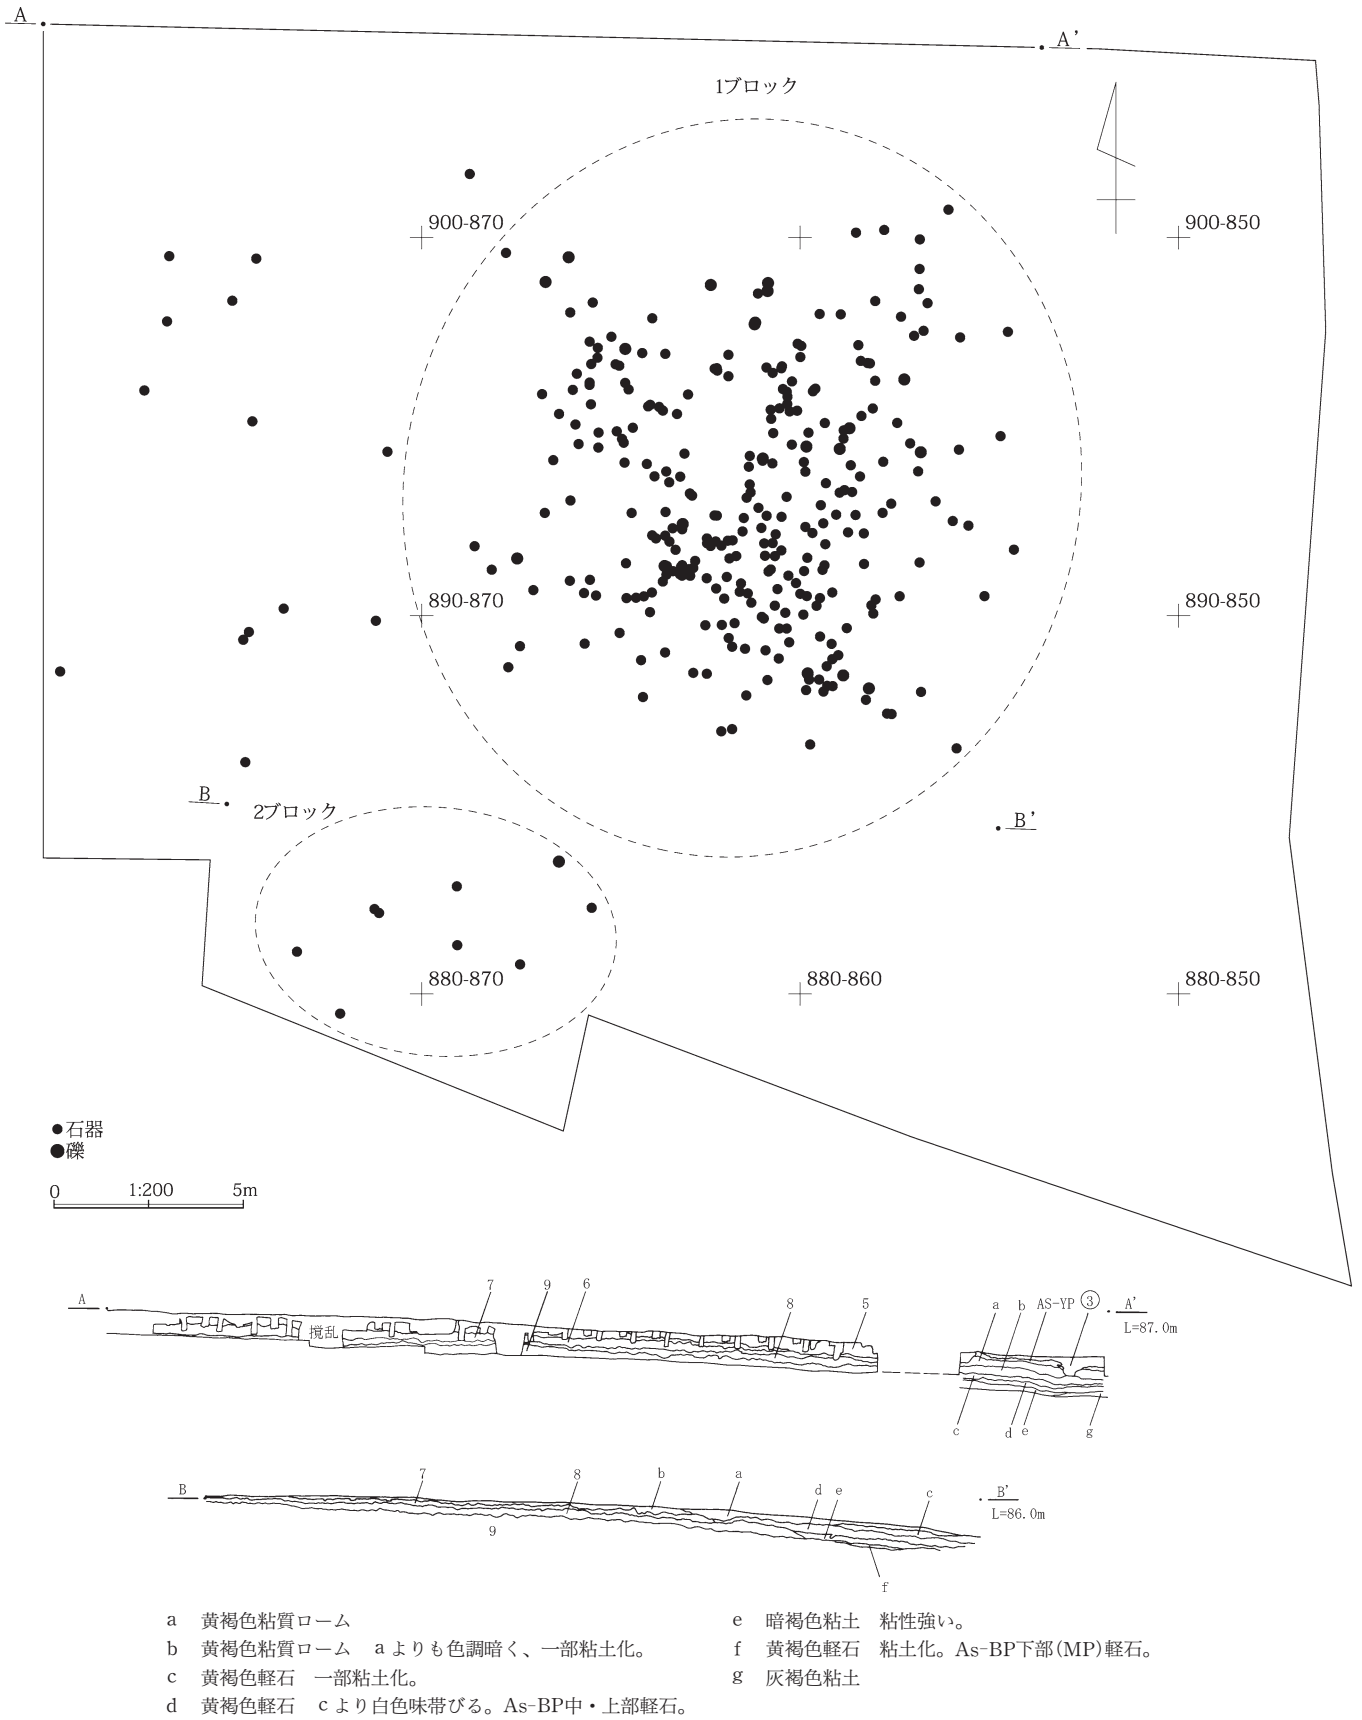 A
A’
1ブロック
900-870
900-850
890-870
890-850
B
2ブロック
B’
880-870
880-860
880-850
石器
礫
0 1:200 5m
A
7
9
6
8
5
a
b
AS-YP
③
A’
L=87.0m
撹乱
c
d
e
g
B
7
8
b
a
d
e
c
B’
L=86.0m
9
f
a 黄褐色粘質ローム
b 黄褐色粘質ローム aよりも色調暗く、一部粘土化。
c 黄褐色軽石 一部粘土化。
d 黄褐色軽石 cより白色味帯びる。As-BP中・上部軽石。
e 暗褐色粘土 粘性強い。
f 黄褐色軽石 粘土化。As-BP下部(MP)軽石。
g 灰褐色粘土